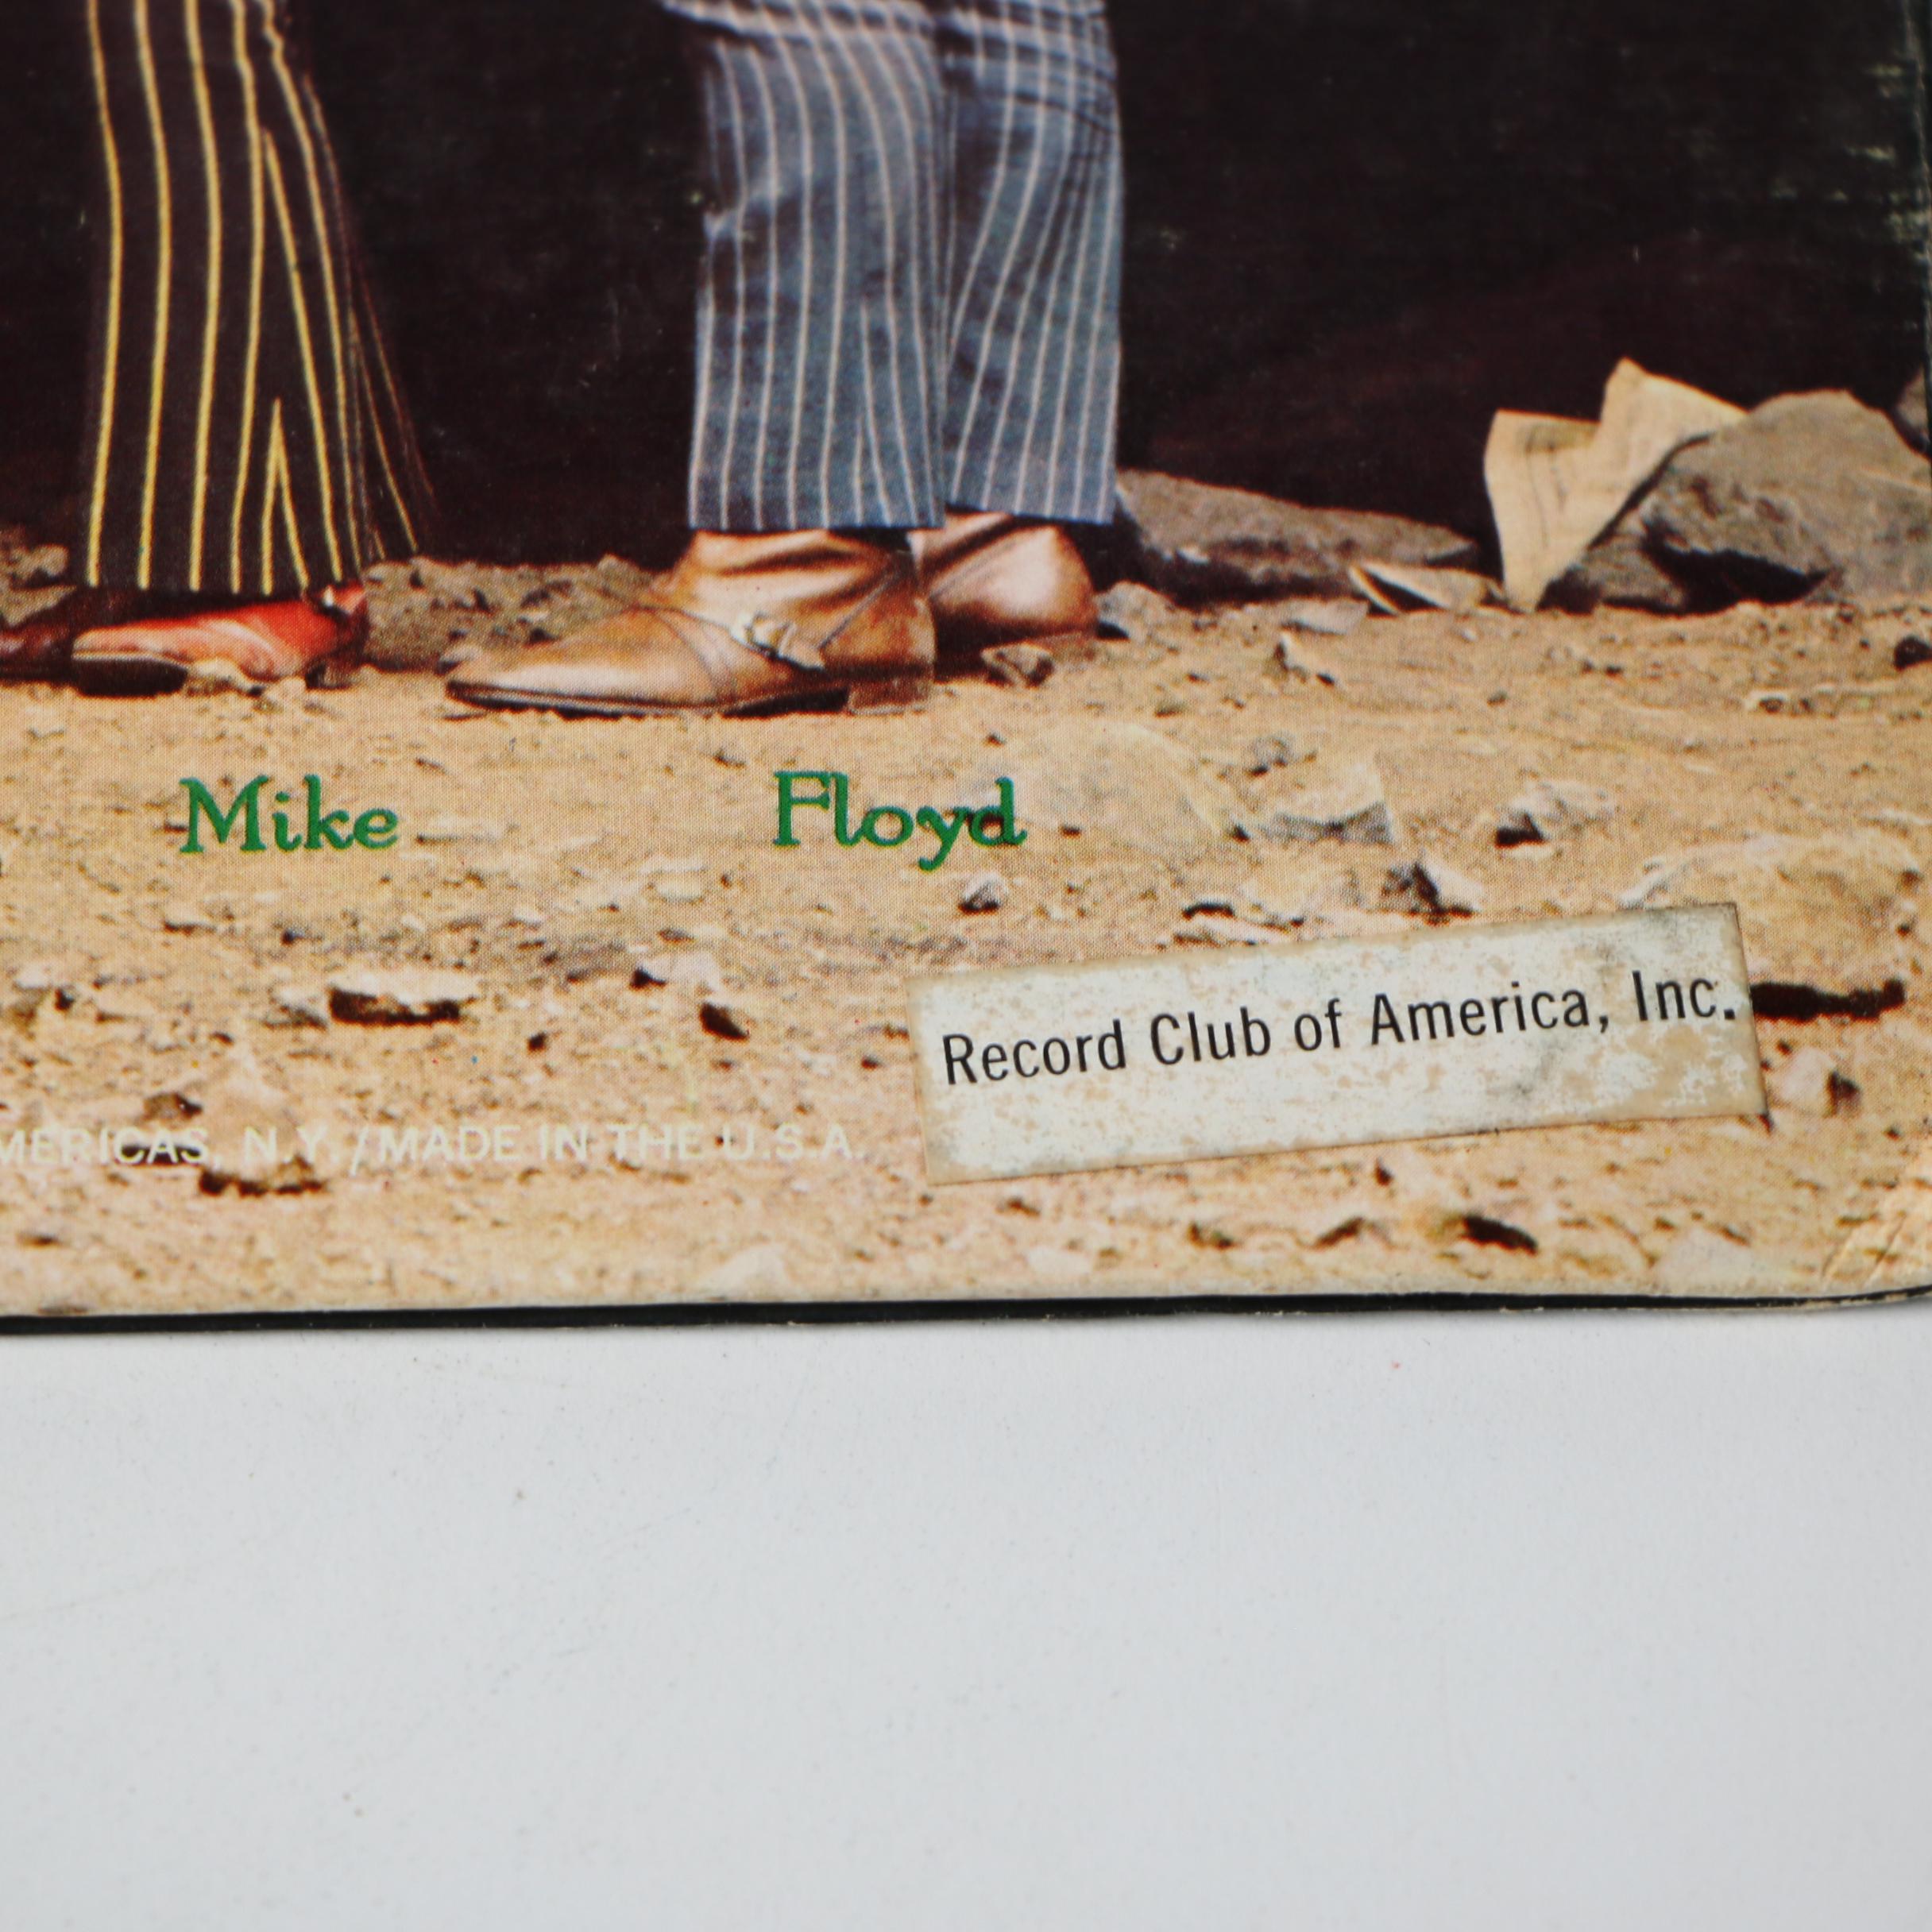 Mike Floyd
Record Club of America, Inc.
MERICAS, N.Y. / MADE IN THE U.S.A.